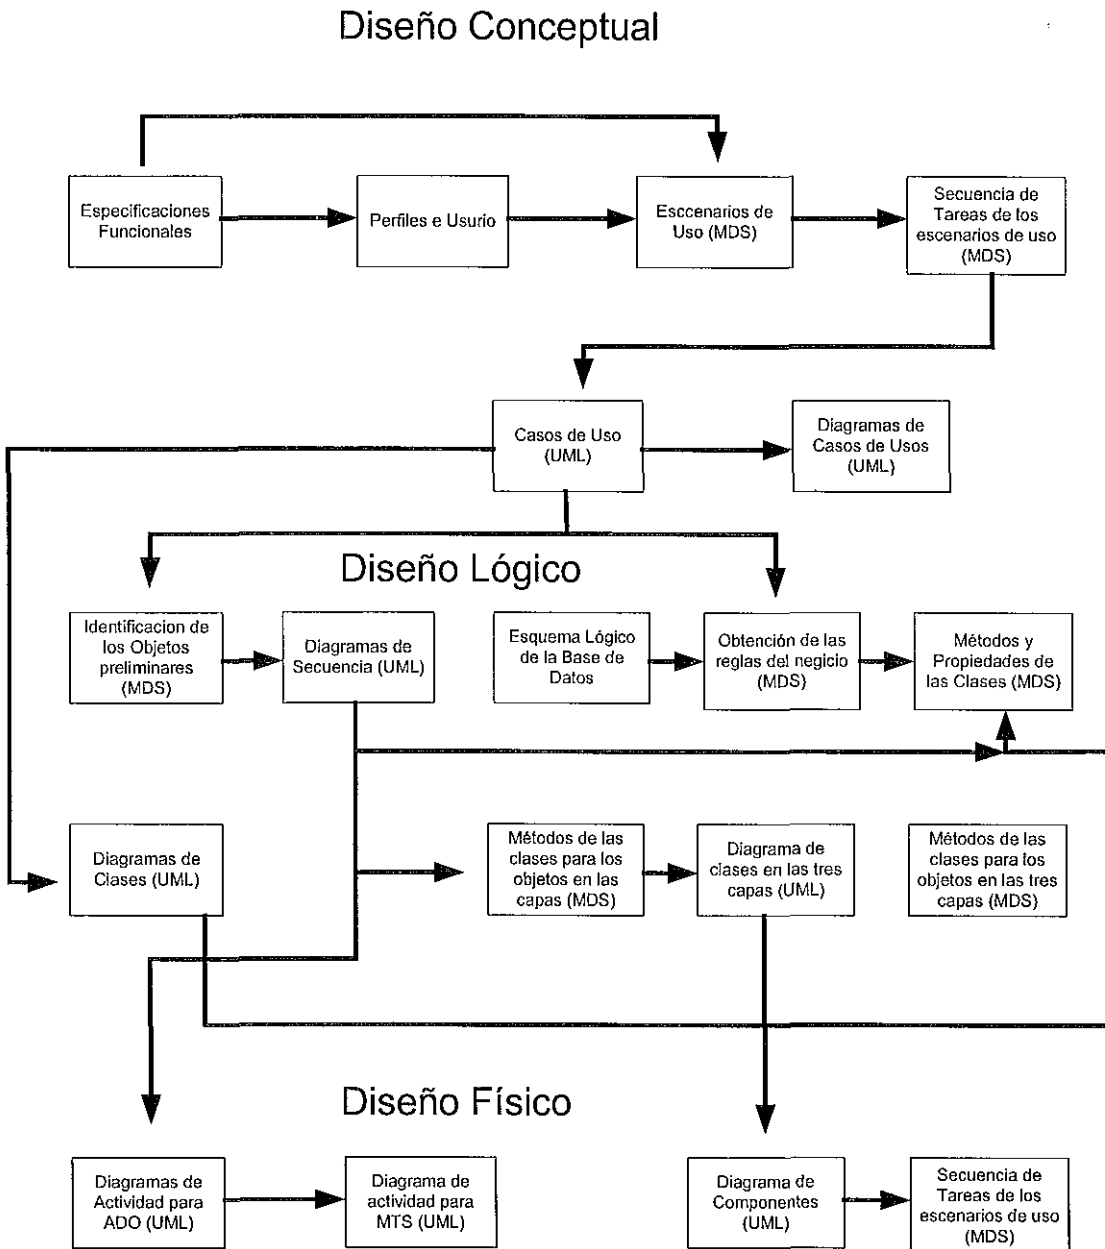 Diseño Conceptual
Especificaciones
Funcionales
Perfiles e Usurio
Esccenarios de
Uso (MDS)
Secuencia de
Tareas de los
escenarios de uso
(MDS)
Casos de Uso
(UML)
Diagramas de
Casos de Usos
(UML)
Diseño Lógico
Identificacion de
los Objetos
preliminares
(MDS)
Diagramas de
Secuencia (UML)
Esquema Lógico
de la Base de
Datos
Obtención de las
reglas del negicio
(MDS)
Métodos y
Propiedades de
las Clases (MDS)
Diagramas de
Clases (UML)
Métodos de las
clases para los
objetos en las
capas (MDS)
Diagrama de
clases en las tres
capas (UML)
Métodos de las
clases para los
objetos en las tres
capas (MDS)
Diseño Físico
Diagramas de
Actividad para
ADO (UML)
Diagrama de
actividad para
MTS (UML)
Diagrama de
Componentes
(UML)
Secuencia de
Tareas de los
escenarios de uso
(MDS)